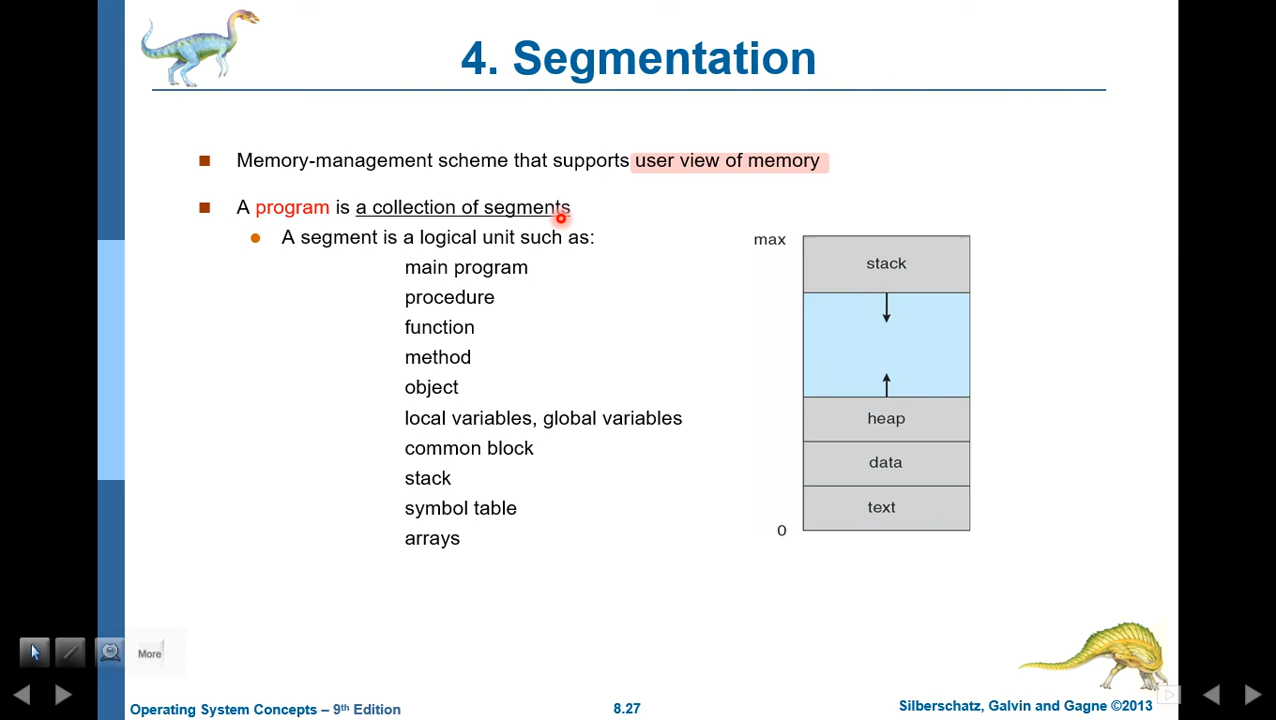 4. Segmentation
Memory-management scheme that supports user view of memory
A program is a collection of segments
A segment is a logical unit such as:
main program
procedure
function
method
object
local variables, global variables
common block
stack
symbol table
arrays
max
stack
heap
data
text
0
More
Operating System Concepts – 9th Edition
8.27
Silberschatz, Galvin and Gagne ©2013